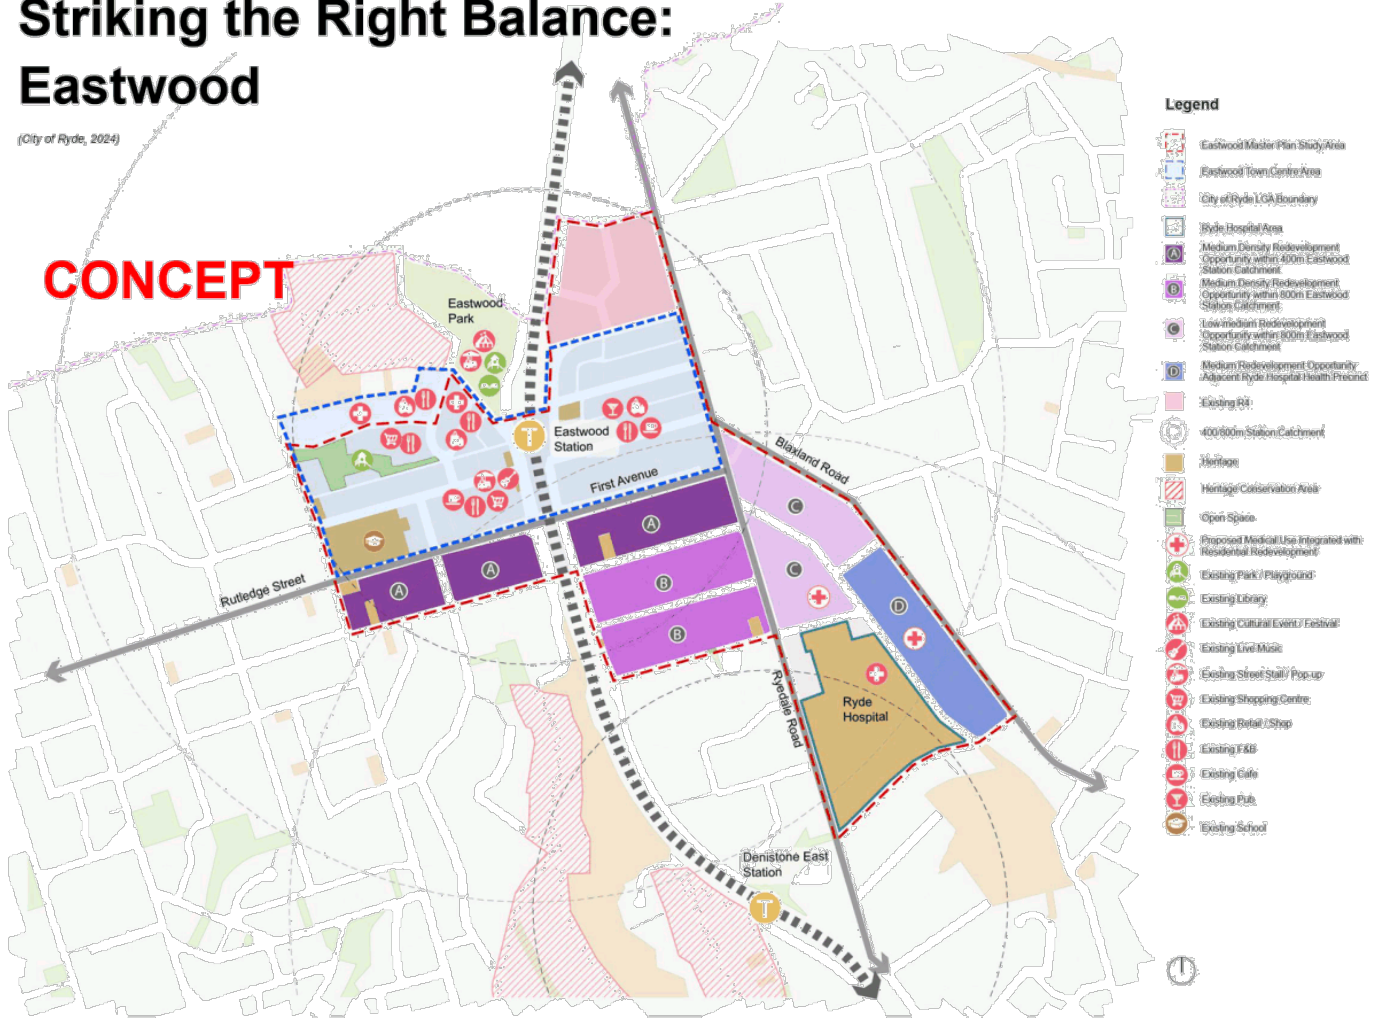 Striking the Right Balance:
Eastwood
(City of Ryde, 2024)
CONCEPT
Eastwood
Park
Eastwood
Station
First Avenue
Blaxland Road
Rutledge Street
Ryedale Road
Ryde
Hospital
Denistone East
Station
A
A
A
B
B
C
C
D
T
T
Legend
Eastwood Master Plan Study Area
Eastwood Town Centre Area
City of Ryde LGA Boundary
Ryde Hospital Area
A
Medium Density Redevelopment
Opportunity within 400m Eastwood
Station Catchment
B
Medium Density Redevelopment
Opportunity within 800m Eastwood
Station Catchment
C
Low-medium Redevelopment
Opportunity within 800m Eastwood
Station Catchment
D
Medium Redevelopment Opportunity
Adjacent Ryde Hospital Health Precinct
Existing R4
400/800m Station Catchment
Heritage
Heritage Conservation Area
Open Space
Proposed Medical Use Integrated with
Residential Redevelopment
Existing Park / Playground
Existing Library
Existing Cultural Event / Festival
Existing Live Music
Existing Street Stall / Pop-up
Existing Shopping Centre
Existing Retail / Shop
Existing F&B
Existing Cafe
Existing Pub
Existing School